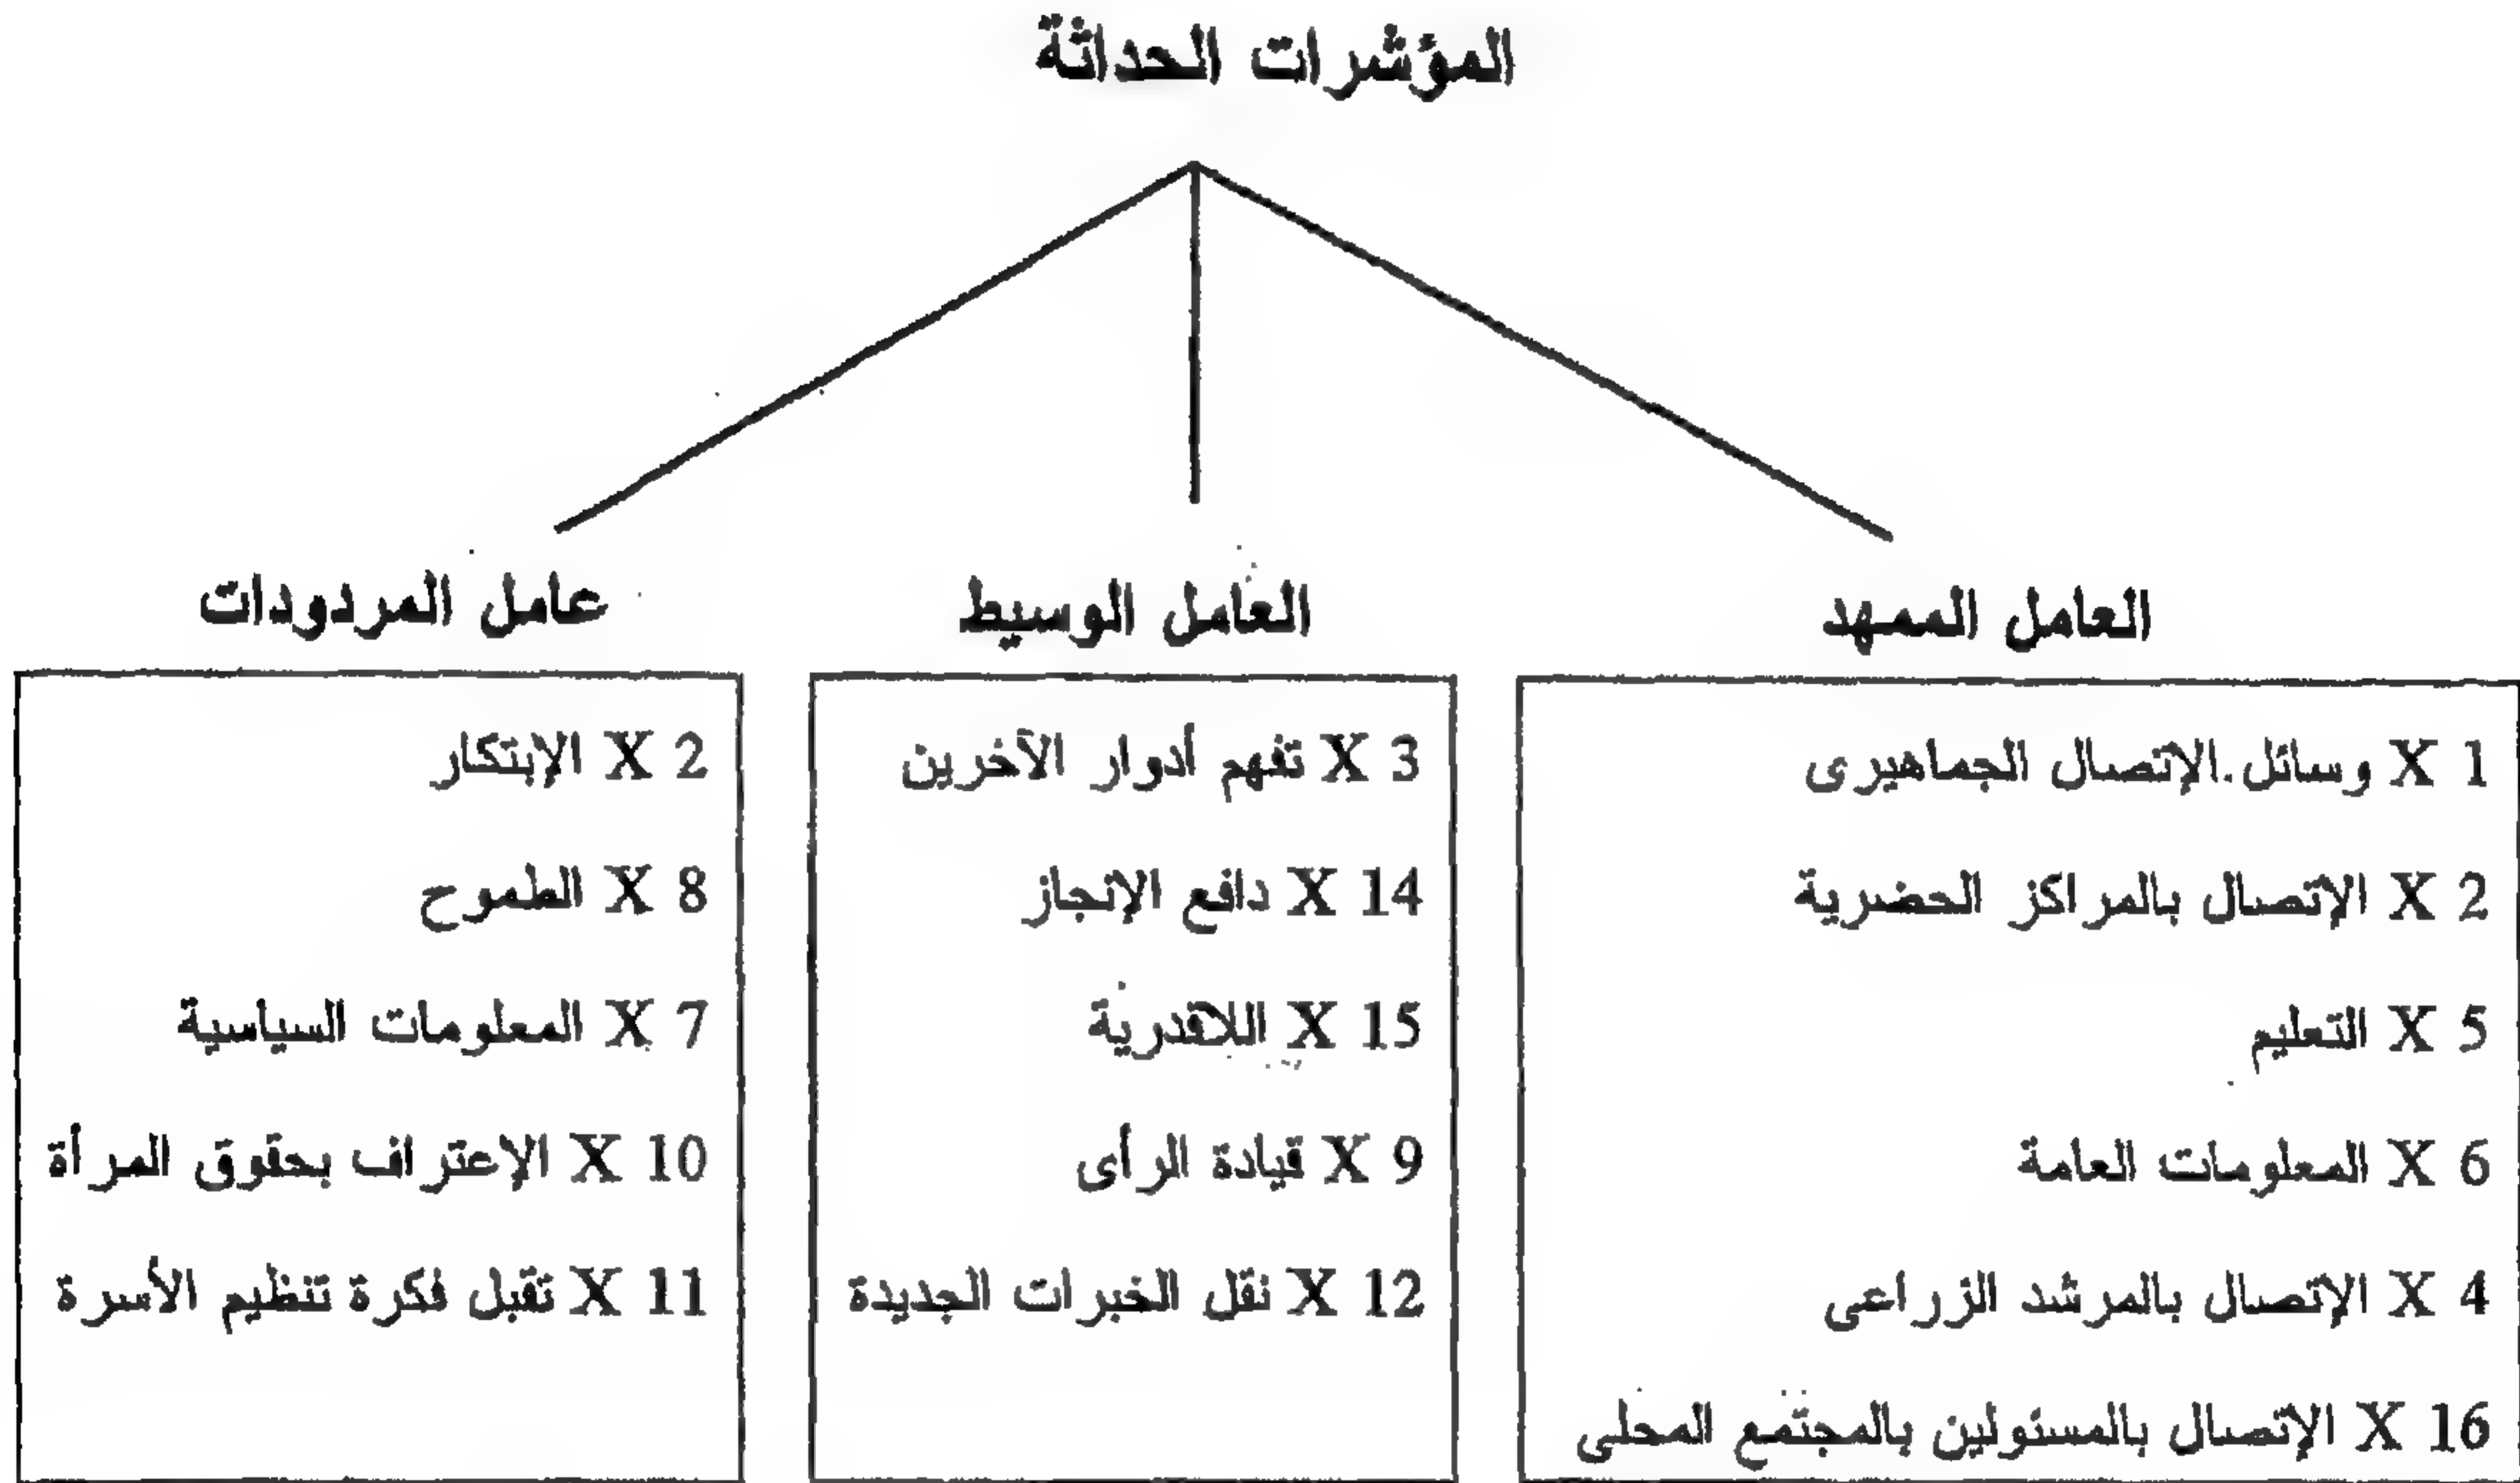 المؤشرات الحداثة
العامل الممهد
X 1 وسائل الإتصال الجماهيرى
X 2 الإتصال بالمراكز الحضرية
X 5 التعليم
X 6 المعلومات العامة
X 4 الإتصال بالمرشد الزراعى
X 16 الإتصال بالمسئولين بالمجتمع المحلى
العامل الوسيط
X 3 تفهم أدوار الآخرين
X 14 دافع الإنجاز
X 15 اللاقدرية
X 9 قيادة الرأى
X 12 نقل الخبرات الجديدة
عامل المردودات
X 2 الإبتكار
X 8 الطموح
X 7 المعلومات السياسية
X 10 الإعتراف بحقوق المرأة
X 11 تقبل فكرة تنظيم الأسرة